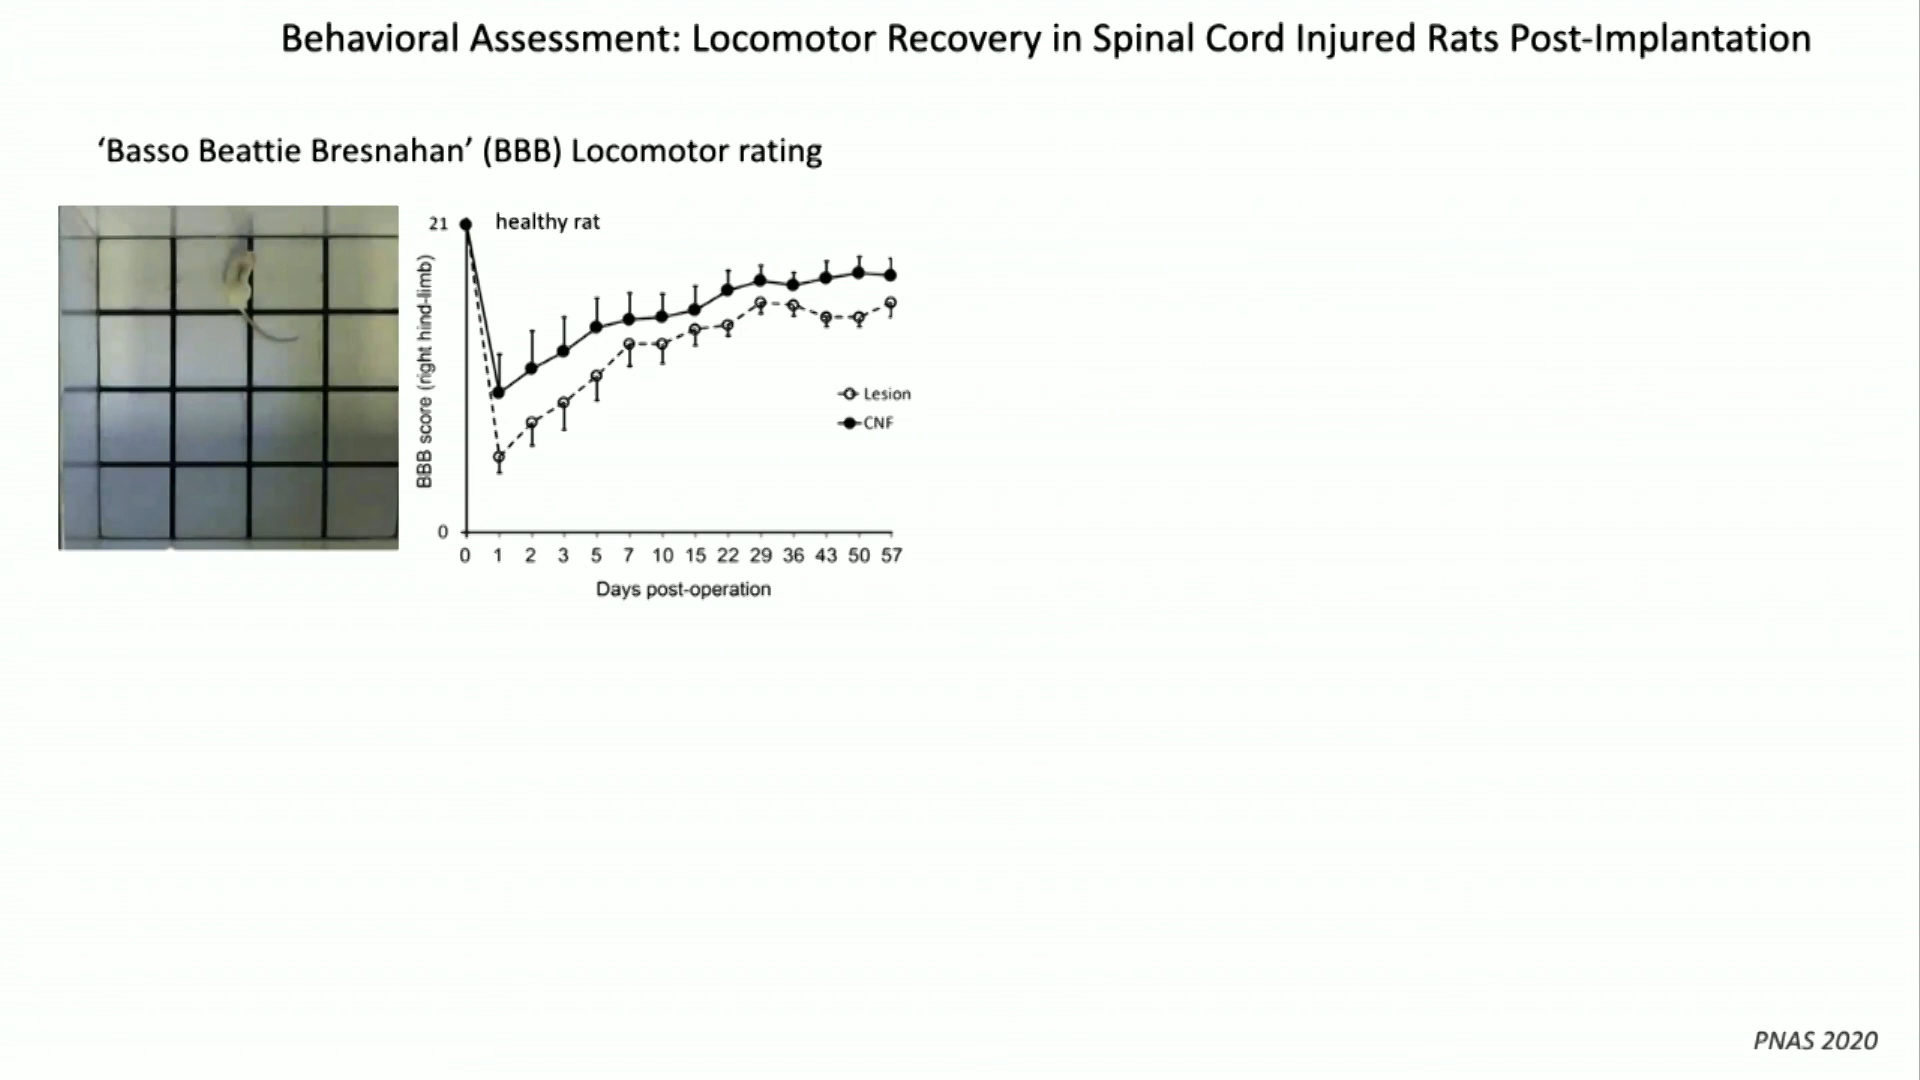 Behavioral Assessment: Locomotor Recovery in Spinal Cord Injured Rats Post-Implantation
‘Basso Beattie Bresnahan’ (BBB) Locomotor rating
21
healthy rat
BBB score (right hind-limb)
Lesion
CNF
0
0 1 2 3 5 7 10 15 22 29 36 43 50 57
Days post-operation
PNAS 2020